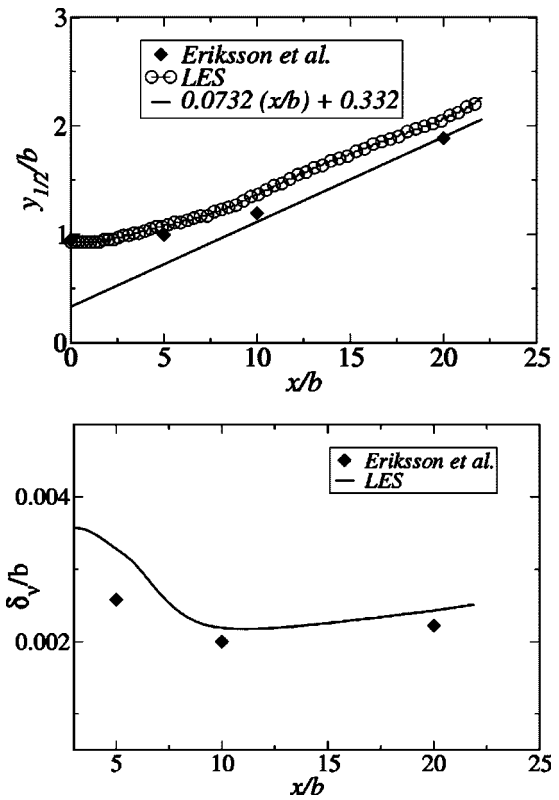 3
Eriksson et al.
LES
0.0732 (x/b) + 0.332
2
y1/2/b
1
0
0 5 10 15 20 25
x/b
Eriksson et al.
LES
0.004
δν/b
0.002
5 10 15 20 25
x/b